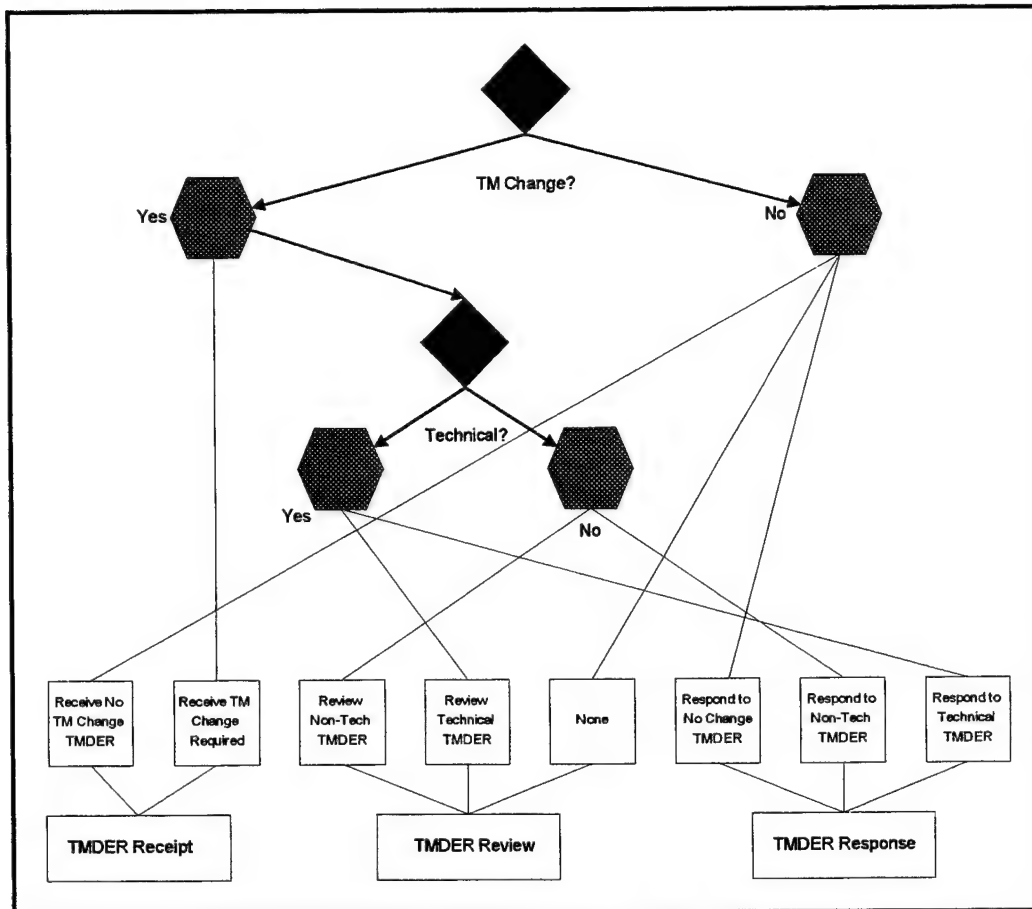 TM Change?
Yes
No
Technical?
Yes
No
Receive No
TM Change
TMDER
Receive TM
Change
Required
Review
Non-Tech
TMDER
Review
Technical
TMDER
None
Respond to
No Change
TMDER
Respond to
Non-Tech
TMDER
Respond to
Technical
TMDER
TMDER Receipt
TMDER Review
TMDER Response